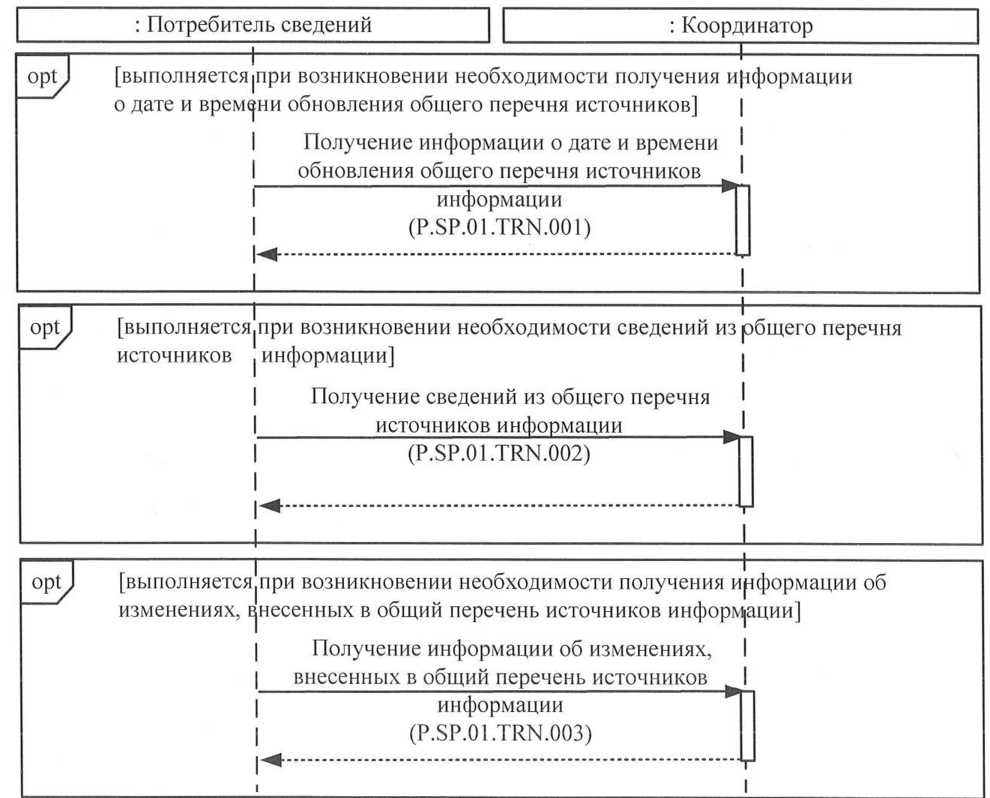 : Потребитель сведений
: Координатор
opt
[выполняется при возникновении необходимости получения информации
о дате и времени обновления общего перечня источников]
Получение информации о дате и времени
обновления общего перечня источников
информации
(P.SP.01.TRN.001)
opt
[выполняется при возникновении необходимости сведений из общего перечня
источников информации]
Получение сведений из общего перечня
источников информации
(P.SP.01.TRN.002)
opt
[выполняется при возникновении необходимости получения информации об
изменениях, внесенных в общий перечень источников информации]
Получение информации об изменениях,
внесенных в общий перечень источников
информации
(P.SP.01.TRN.003)